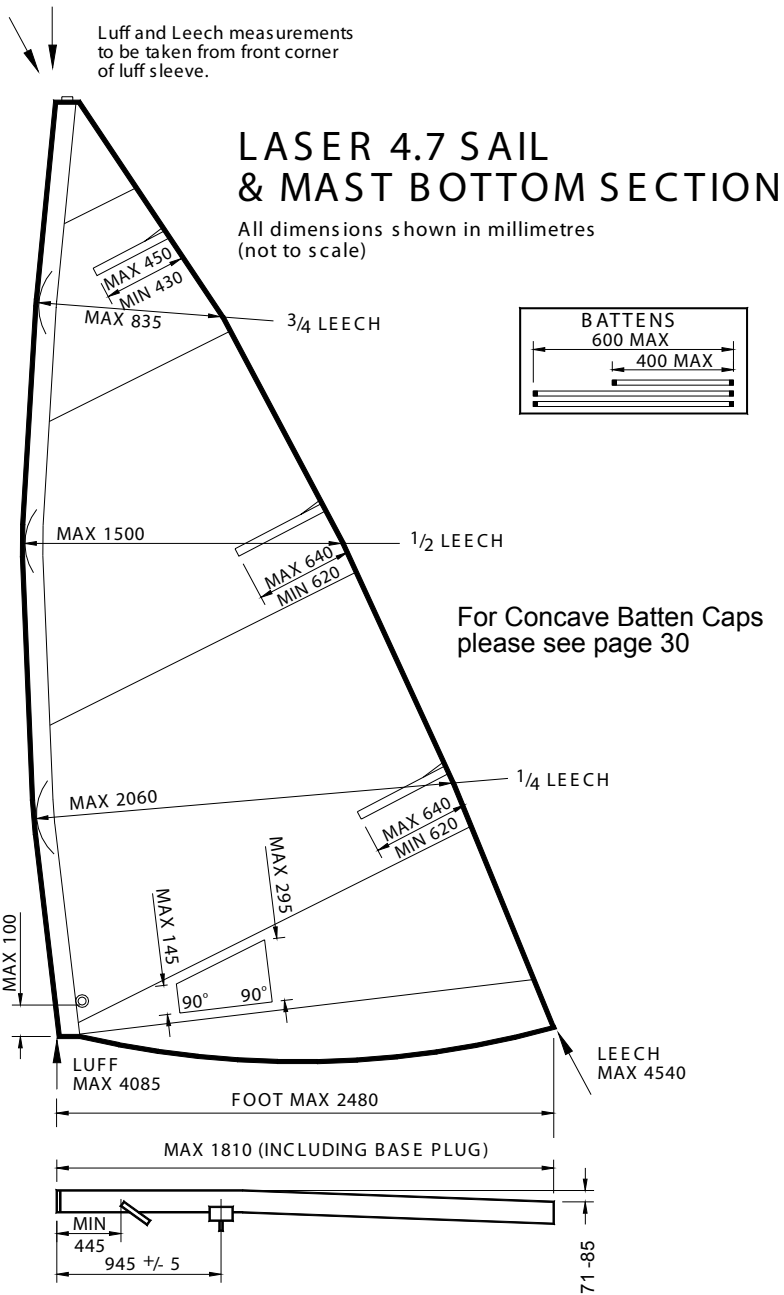 Luff and Leech measurements
to be taken from front corner
of luff sleeve.
LASER 4.7 SAIL
& MAST BOTTOM SECTION
All dimensions shown in millimetres
(not to scale)
MAX 450
MIN 430
MAX 835
3/4 LEECH
BATTENS
600 MAX
400 MAX
MAX 1500
1/2 LEECH
MAX 640
MIN 620
For Concave Batten Caps
please see page 30
1/4 LEECH
MAX 2060
MAX 640
MIN 620
MAX 295
MAX 145
MAX 100
90°
90°
LUFF
MAX 4085
LEECH
MAX 4540
FOOT MAX 2480
MAX 1810 (INCLUDING BASE PLUG)
MIN
445
945 +/- 5
71 -85